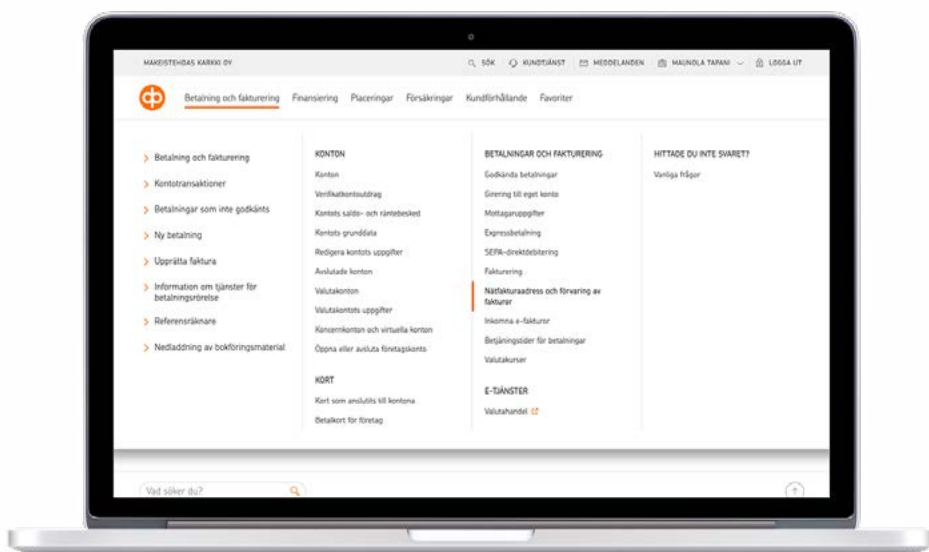 MAKEISTEHDAS KARKKI OY
SÖK
KUNDTJÄNST
MEDDELANDEN
MAUNOLA TAPANI
LOGGA UT
Betalning och fakturering
Finansiering
Placeringar
Försäkringar
Kundförhållande
Favoriter
Betalning och fakturering
Kontotransaktioner
Betalningar som inte godkänts
Ny betalning
Upprätta faktura
Information om tjänster för
betalningsrörelse
Referensräknare
Nedladdning av bokföringsmaterial
KONTON
Konton
Verifikatkontoutdrag
Kontots saldo- och räntebesked
Kontots grunddata
Redigera kontots uppgifter
Avslutade konton
Valutakonton
Valutakontots uppgifter
Koncernkonton och virtuella konton
Öppna eller avsluta företagskonto
KORT
Kort som anslutits till kontona
Betalkort för företag
BETALNINGAR OCH FAKTURERING
Godkända betalningar
Girering till eget konto
Mottagaruppgifter
Expressbetalning
SEPA-direktdebitering
Fakturering
Nätfakturaadress och förvaring av
fakturor
Inkomna e-fakturor
Betjäningstider för betalningar
Valutakurser
E-TJÄNSTER
Valutahandel
HITTADE DU INTE SVARET?
Vanliga frågor
Vad söker du?